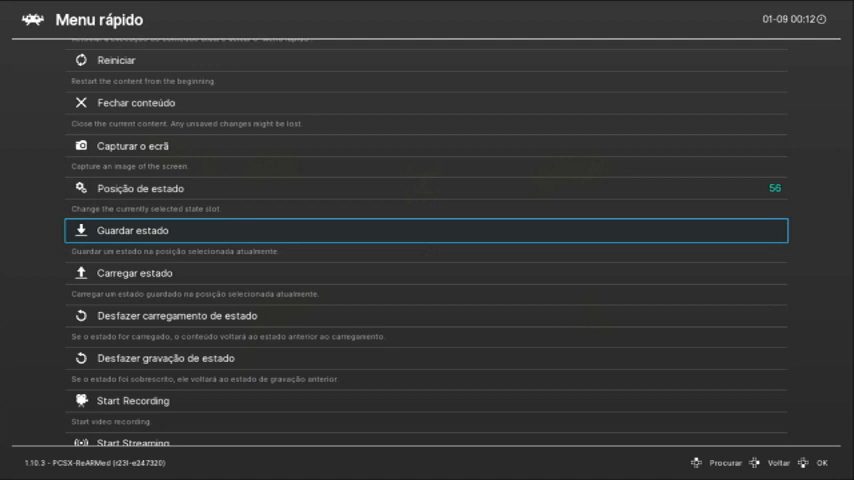 Menu rápido
01-09 00:12
Reiniciar
Restart the content from the beginning.
Fechar conteúdo
Close the current content. Any unsaved changes might be lost.
Capturar o ecrã
Capture an image of the screen.
Posição de estado
56
Change the currently selected state slot.
Guardar estado
Guardar um estado na posição selecionada atualmente.
Carregar estado
Carregar um estado guardado na posição selecionada atualmente.
Desfazer carregamento de estado
Se o estado for carregado, o conteúdo voltará ao estado anterior ao carregamento.
Desfazer gravação de estado
Se o estado foi sobrescrito, ele voltará ao estado de gravação anterior.
Start Recording
Start video recording.
Start Streaming
1.10.3 - PCSX-ReARMed (r23l-e247320)
Procurar Voltar OK